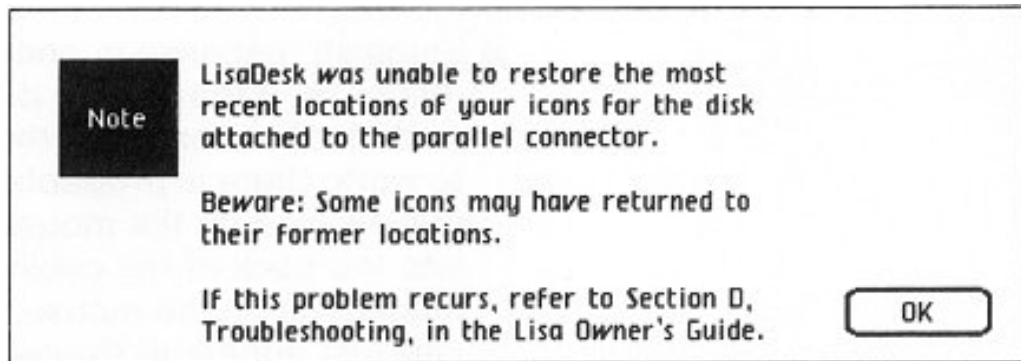 Note
LisaDesk was unable to restore the most
recent locations of your icons for the disk
attached to the parallel connector.
Beware: Some icons may have returned to
their former locations.
If this problem recurs, refer to Section D,
Troubleshooting, in the Lisa Owner's Guide.
OK